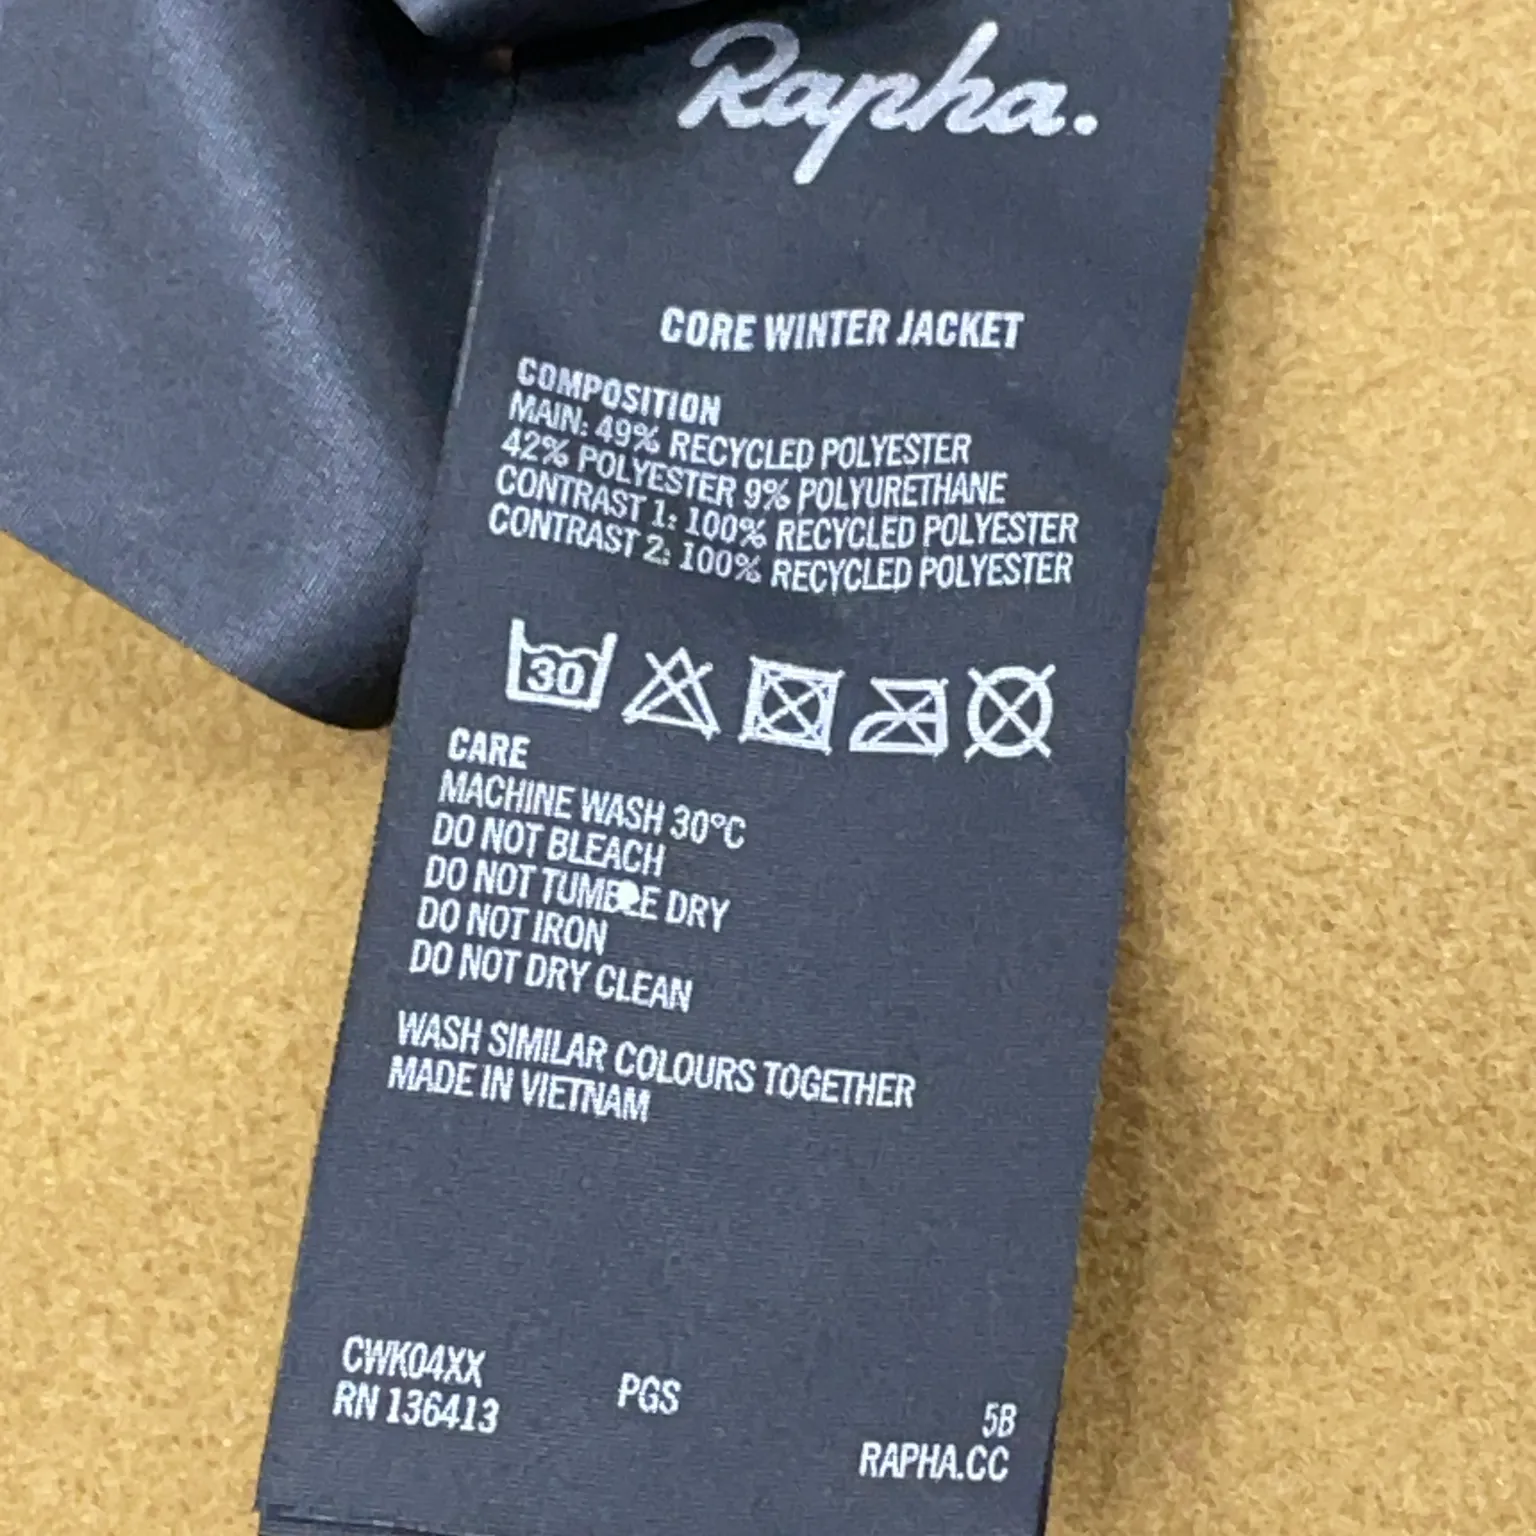 Rapha.
CORE WINTER JACKET
COMPOSITION
MAIN: 49% RECYCLED POLYESTER
42% POLYESTER 9% POLYURETHANE
CONTRAST 1: 100% RECYCLED POLYESTER
CONTRAST 2: 100% RECYCLED POLYESTER
30
CARE
MACHINE WASH 30°C
DO NOT BLEACH
DO NOT TUMBLE DRY
DO NOT IRON
DO NOT DRY CLEAN
WASH SIMILAR COLOURS TOGETHER
MADE IN VIETNAM
CWK04XX
RN 136413
PGS
5B
RAPHA.CC